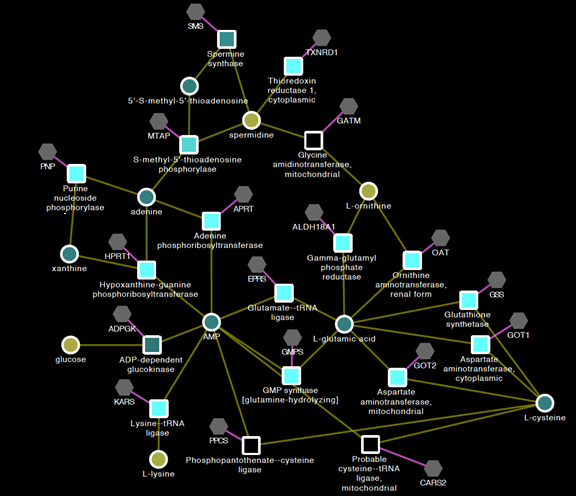 SMS
Spermine
synthase
TXNRD1
Thioredoxin
reductase 1,
cytoplasmic
5'-S-methyl-5'-thioadenosine
spermidine
GATM
MTAP
Glycine
amidinotransferase,
mitochondrial
S-methyl-5'-thioadenosine
phosphorylase
PNP
Purine
nucleoside
phosphorylase
adenine
APRT
L-ornithine
Adenine
phosphoribosyltransferase
ALDH18A1
OAT
Gamma-glutamyl
phosphate
reductase
Ornithine
aminotransferase,
renal form
HPRT1
xanthine
Hypoxanthine-guanine
phosphoribosyltransferase
EPRS
Glutamate--tRNA
ligase
GSS
Glutathione
synthetase
ADPGK
AMP
L-glutamic acid
GOT1
glucose
ADP-dependent
glucokinase
GMPS
GOT2
Aspartate
aminotransferase,
cytoplasmic
GMP synthase
[glutamine-hydrolyzing]
Aspartate
aminotransferase,
mitochondrial
KARS
Lysine--tRNA
ligase
L-cysteine
PPCS
Phosphopantothenate--cysteine
ligase
Probable
cysteine--tRNA
ligase,
mitochondrial
L-lysine
CARS2